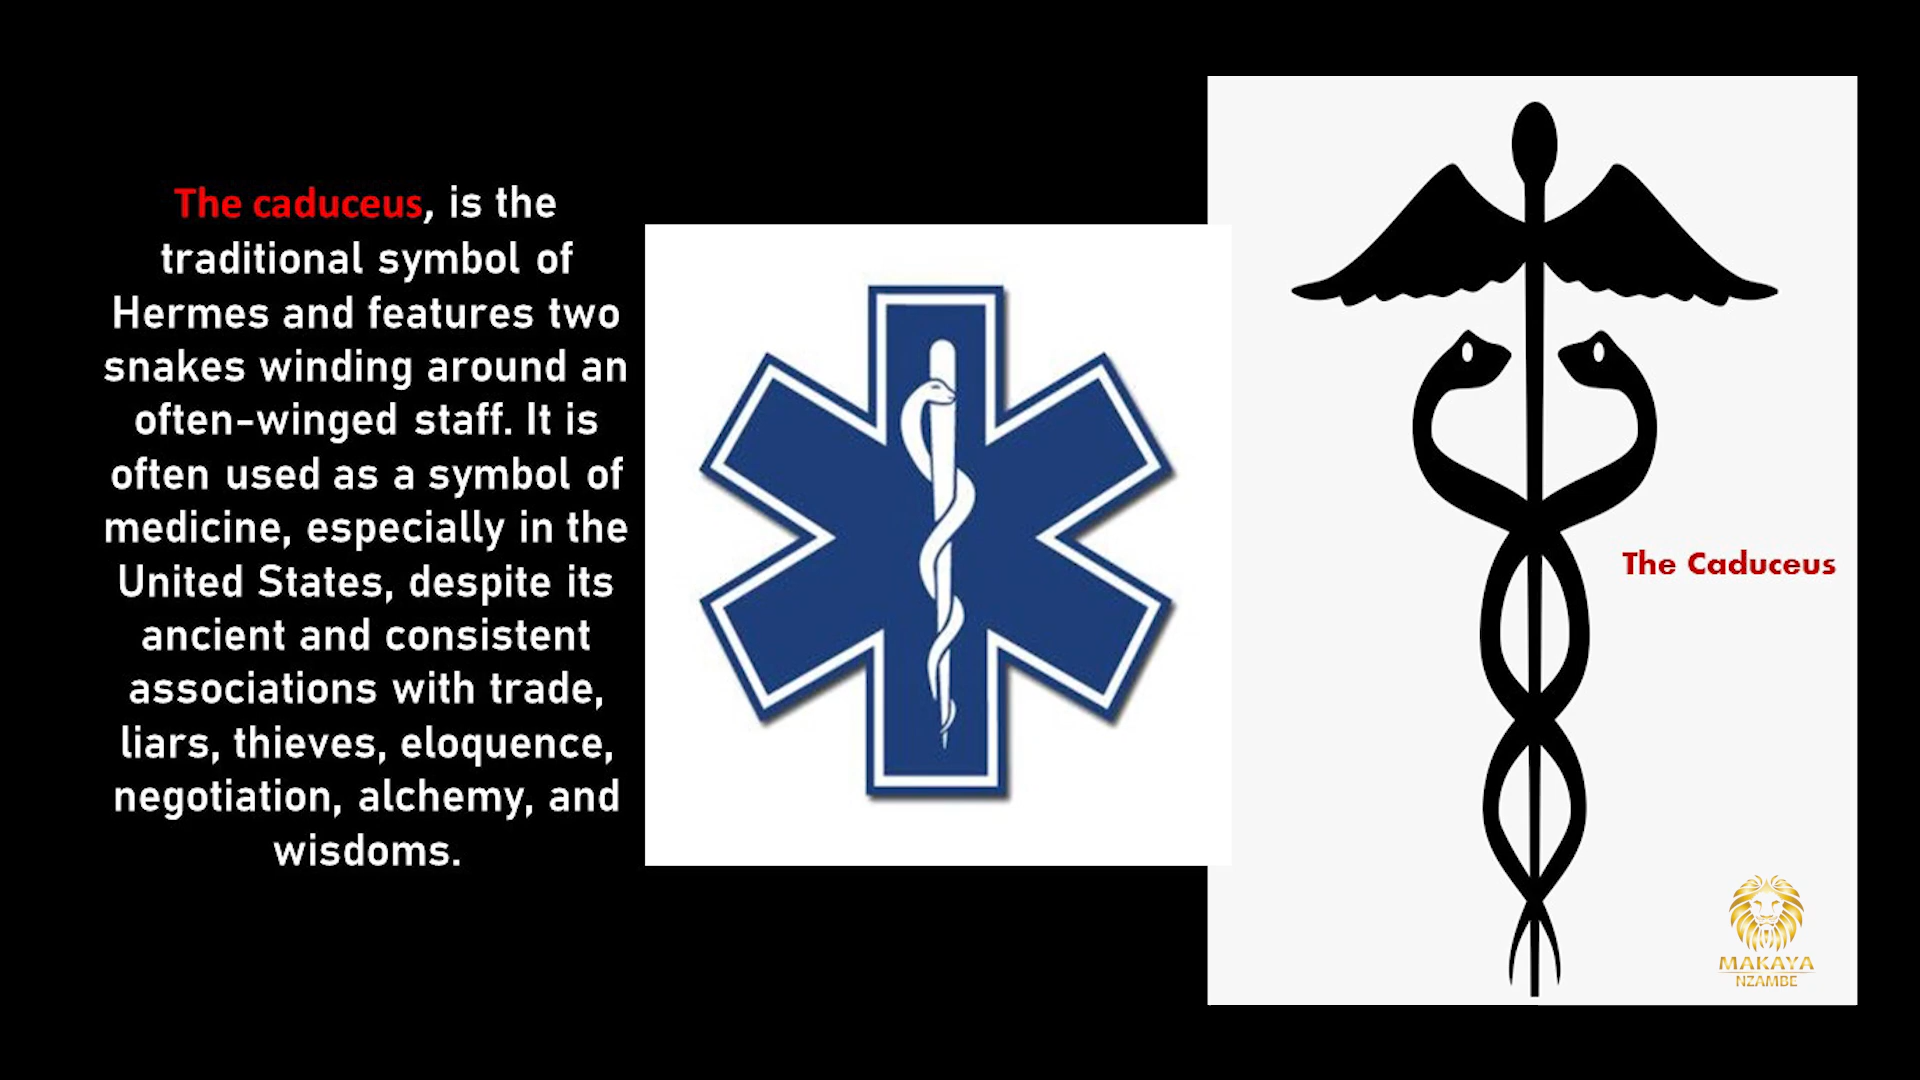 The caduceus, is the
traditional symbol of
Hermes and features two
snakes winding around an
often-winged staff. It is
often used as a symbol of
medicine, especially in the
United States, despite its
ancient and consistent
associations with trade,
liars, thieves, eloquence,
negotiation, alchemy, and
wisdoms.
The Caduceus
MAKAYA
NZAMBE